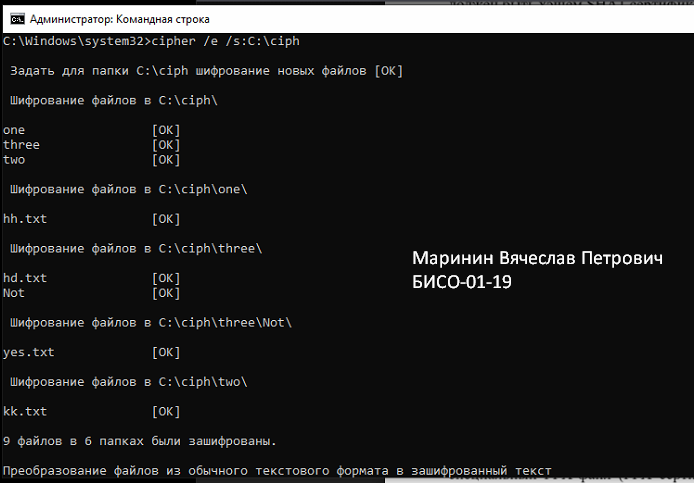 Администратор: Командная строка
C:\Windows\system32>cipher /e /s:C:\ciph
Задать для папки C:\ciph шифрование новых файлов [OK]
Шифрование файлов в C:\ciph\
one [OK]
three [OK]
two [OK]
Шифрование файлов в C:\ciph\one\
hh.txt [OK]
Шифрование файлов в C:\ciph\three\
hd.txt [OK]
Not [OK]
Маринин Вячеслав Петрович
БИСО-01-19
Шифрование файлов в C:\ciph\three\Not\
yes.txt [OK]
Шифрование файлов в C:\ciph\two\
kk.txt [OK]
9 файлов в 6 папках были зашифрованы.
Преобразование файлов из обычного текстового формата в зашифрованный текст